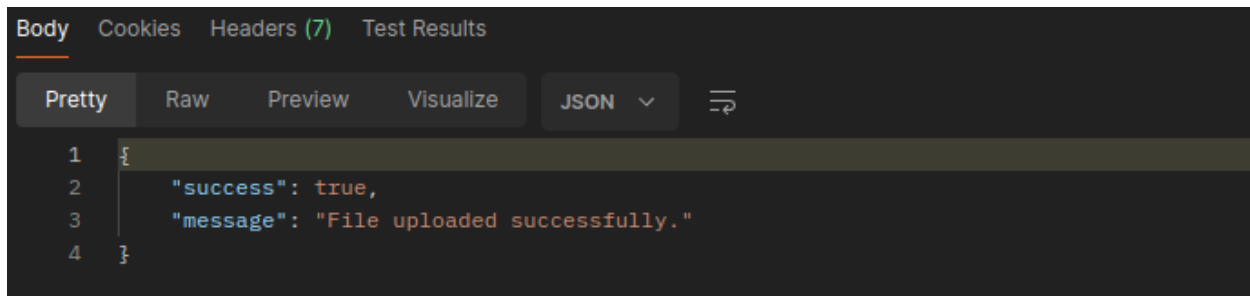 Body Cookies Headers (7) Test Results
Pretty Raw Preview Visualize JSON
1 {
2 "success": true,
3 "message": "File uploaded successfully."
4 }